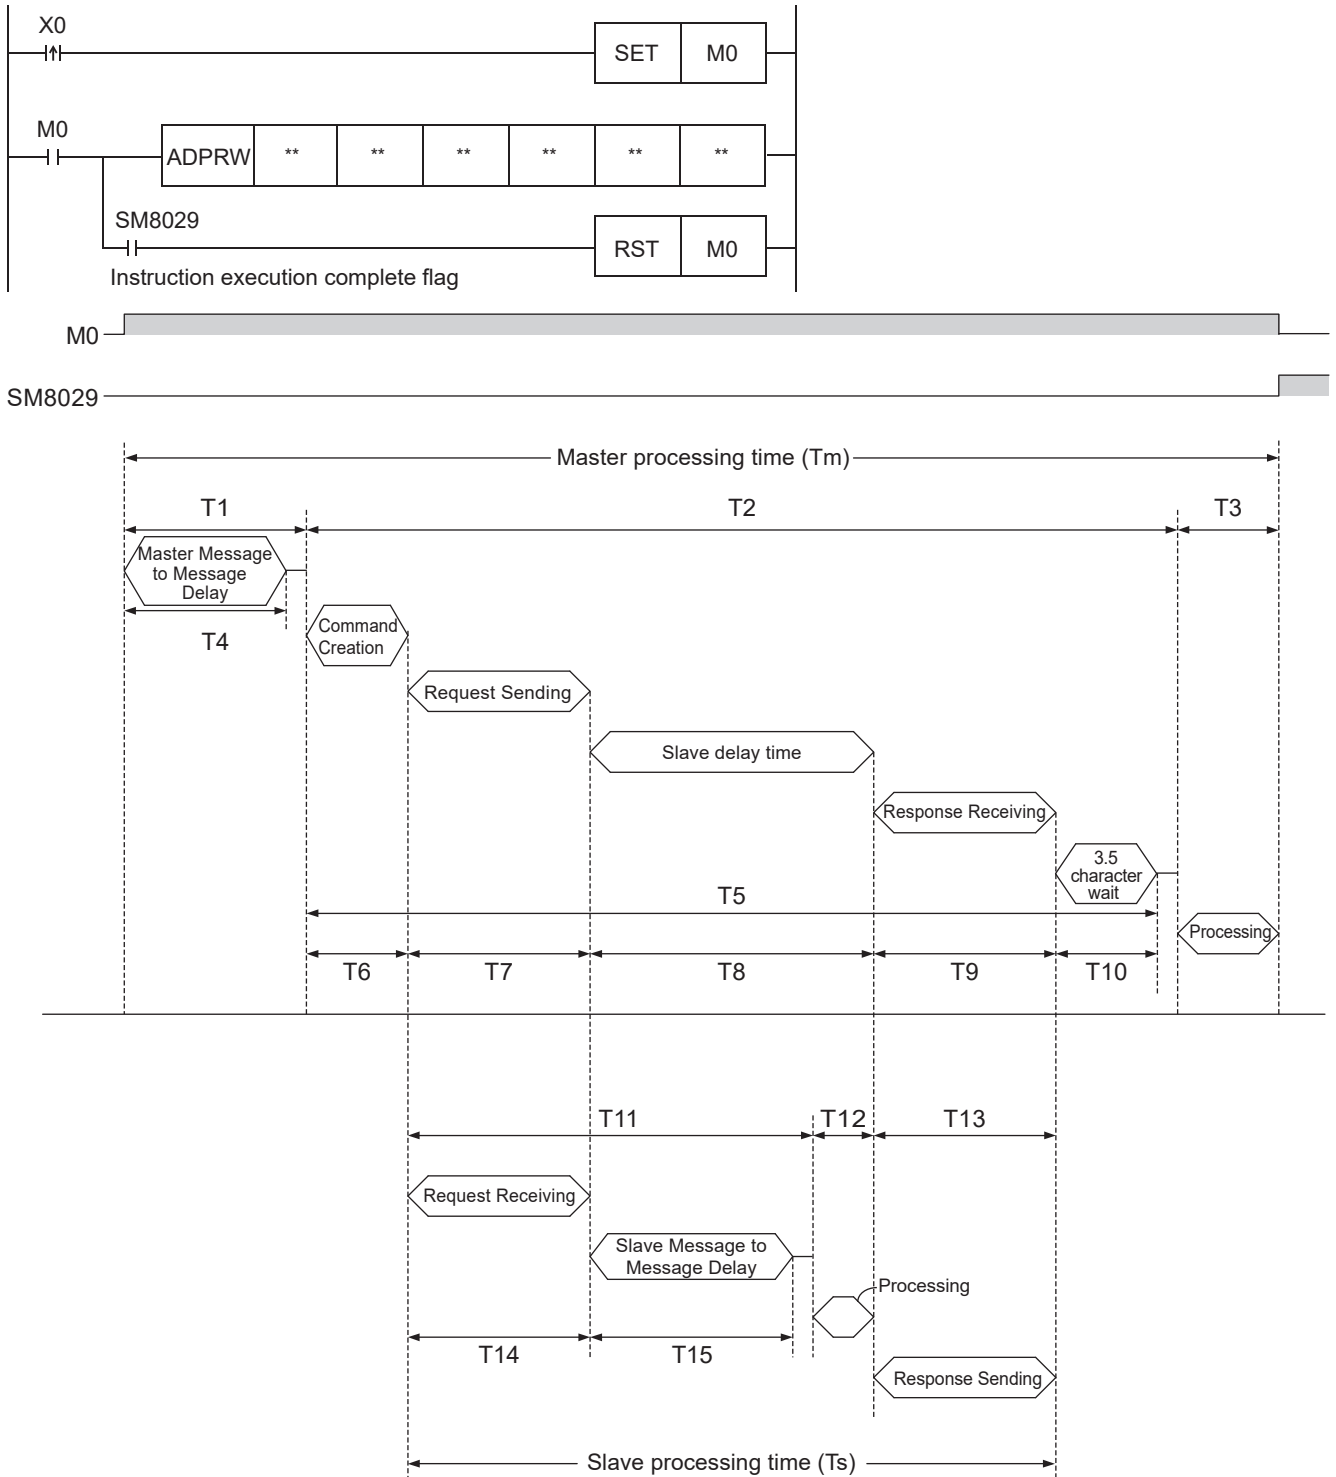 X0
SET M0
M0
ADPRW ** ** ** ** ** **
SM8029
RST M0
Instruction execution complete flag
M0
SM8029
Master processing time (Tm)
T1 T2 T3
Master Message
to Message
Delay
T4
Command
Creation
Request Sending
Slave delay time
Response Receiving
3.5
character
wait
T5
Processing
T6 T7 T8 T9 T10
T11 T12 T13
Request Receiving
Slave Message to
Message Delay
Processing
T14 T15
Response Sending
Slave processing time (Ts)